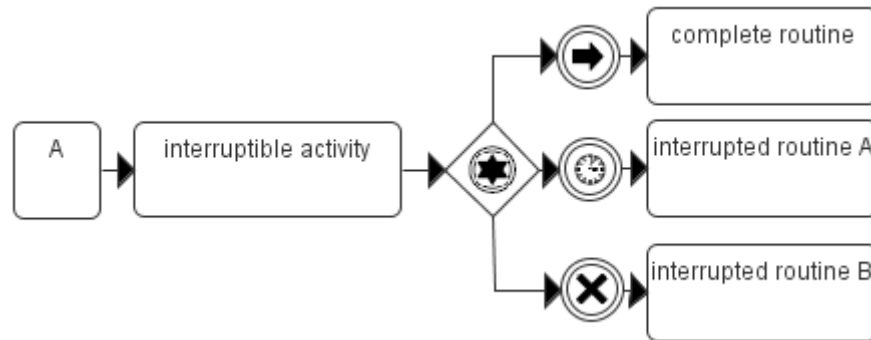 complete routine
A
interruptible activity
interrupted routine A
interrupted routine B